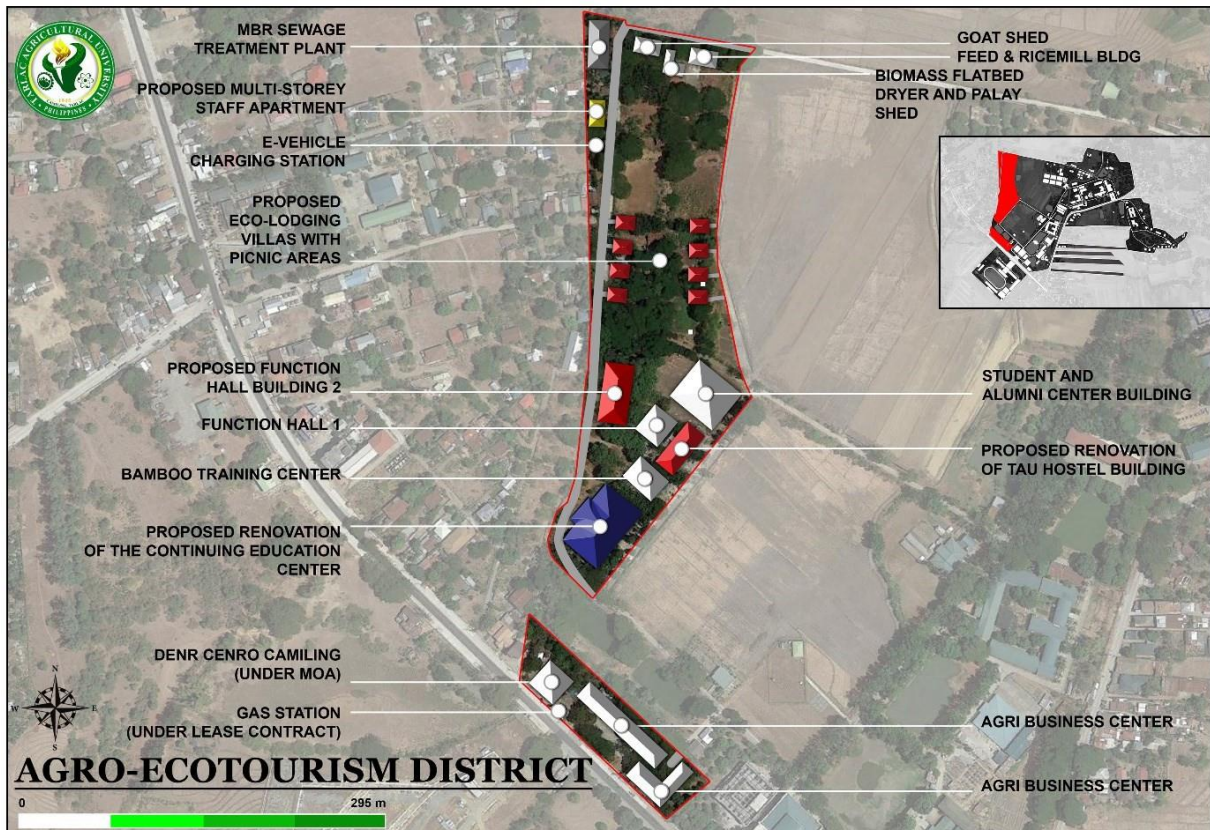 TARLAC AGRICULTURAL UNIVERSITY
• PHILIPPINES •
MBR SEWAGE
TREATMENT PLANT
PROPOSED MULTI-STOREY
STAFF APARTMENT
E-VEHICLE
CHARGING STATION
PROPOSED
ECO-LODGING
VILLAS WITH
PICNIC AREAS
PROPOSED FUNCTION
HALL BUILDING 2
FUNCTION HALL 1
BAMBOO TRAINING CENTER
PROPOSED RENOVATION
OF THE CONTINUING EDUCATION
CENTER
DENR CENRO CAMILING
(UNDER MOA)
GAS STATION
(UNDER LEASE CONTRACT)
GOAT SHED
FEED & RICEMILL BLDG
BIOMASS FLATBED
DRYER AND PALAY
SHED
STUDENT AND
ALUMNI CENTER BUILDING
PROPOSED RENOVATION
OF TAU HOSTEL BUILDING
AGRI BUSINESS CENTER
AGRI BUSINESS CENTER
N
W
E
S
AGRO-ECOTOURISM DISTRICT
0
295 m